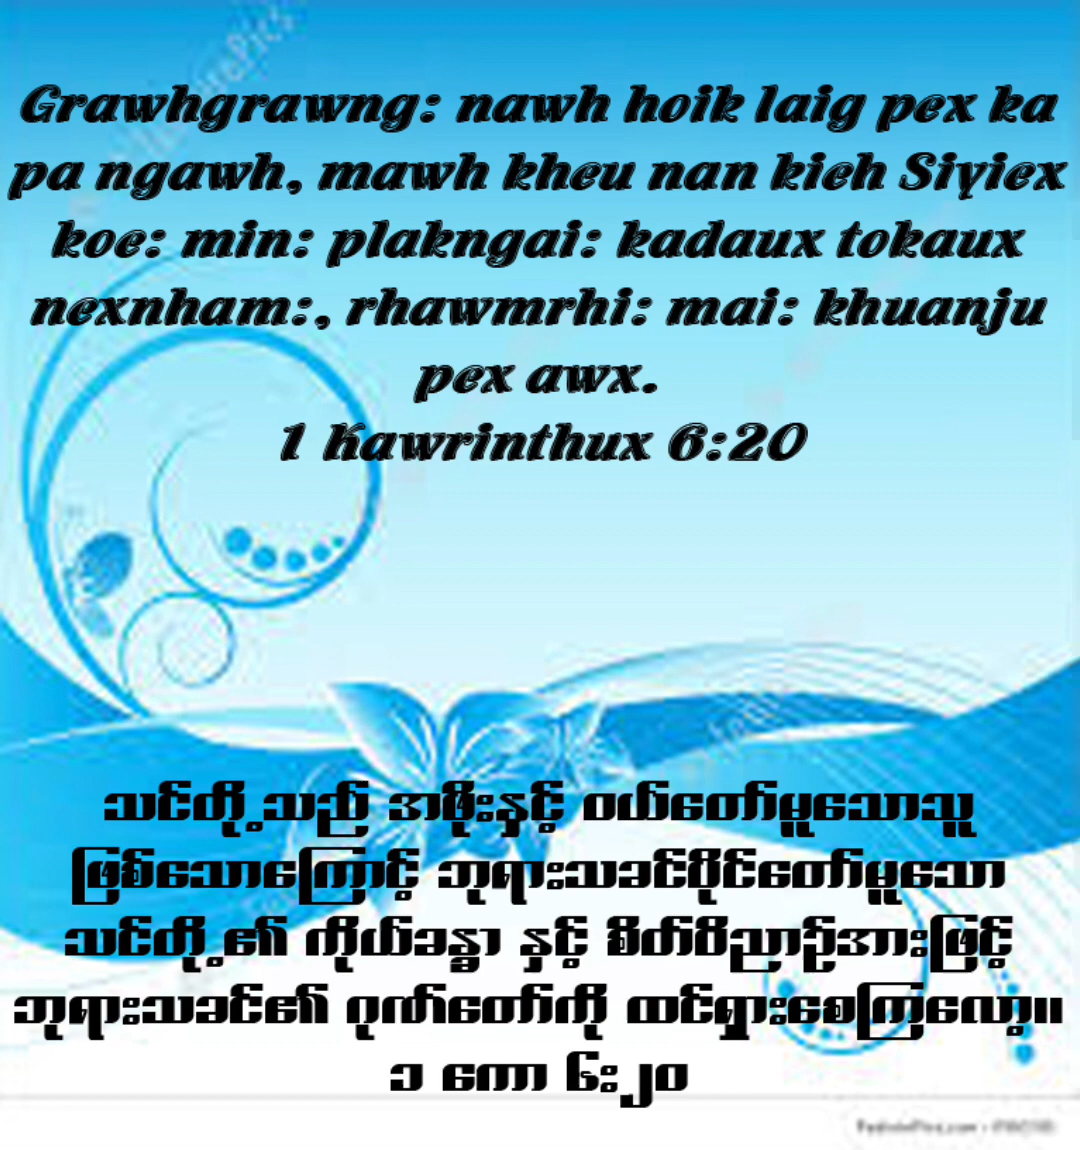 Grawhgrawng: nawh hoik laig pex ka
pa ngawh, mawh kheu nan kieh Siyiex
koe: min: plakngai: kadaux tokaux
nexnham:, rhawmrhi: mai: khuanju
pex awx.
1 Kawrinthux 6:20
သင်တို့သည် အဖိုးနှင့် ဝယ်တော်မူသောသူ
ဖြစ်သောကြောင့် ဘုရားသခင်ပိုင်တော်မူသော
သင်တို့၏ ကိုယ်ခန္ဓာ နှင့် စိတ်ဝိညာဉ်အားဖြင့်
ဘုရားသခင်၏ ဂုဏ်တော်ကို ထင်ရှားစေကြလော့။
၁ ကော ၆း၂၀